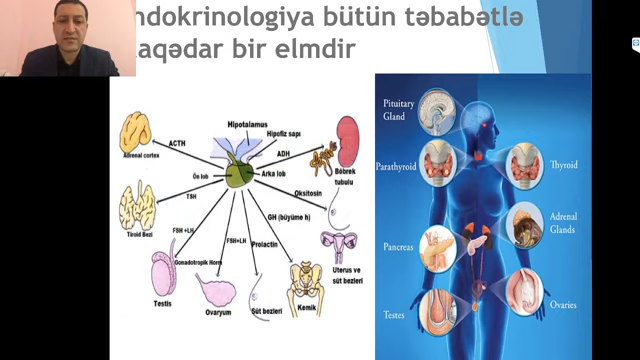 ndokrinologiya bütün təbabətlə
aqədar bir elmdir
Hipotalamus
Hipofiz sapı
ACTH
ADH
Adrenal cortex
Böbrek
tubulu
Ön lob
Arka lob
TSH
Oksitosin
Tiroid Bezi
FSH +LH
FSH+LH
GH (büyüme h)
Prolactin
Gonadotropik Horm
Uterus ve
süt bezleri
Testis
Ovaryum
Süt bezleri
Kemik
Pituitary
Gland
Parathyroid
Thyroid
Adrenal
Glands
Pancreas
Testes
Ovaries